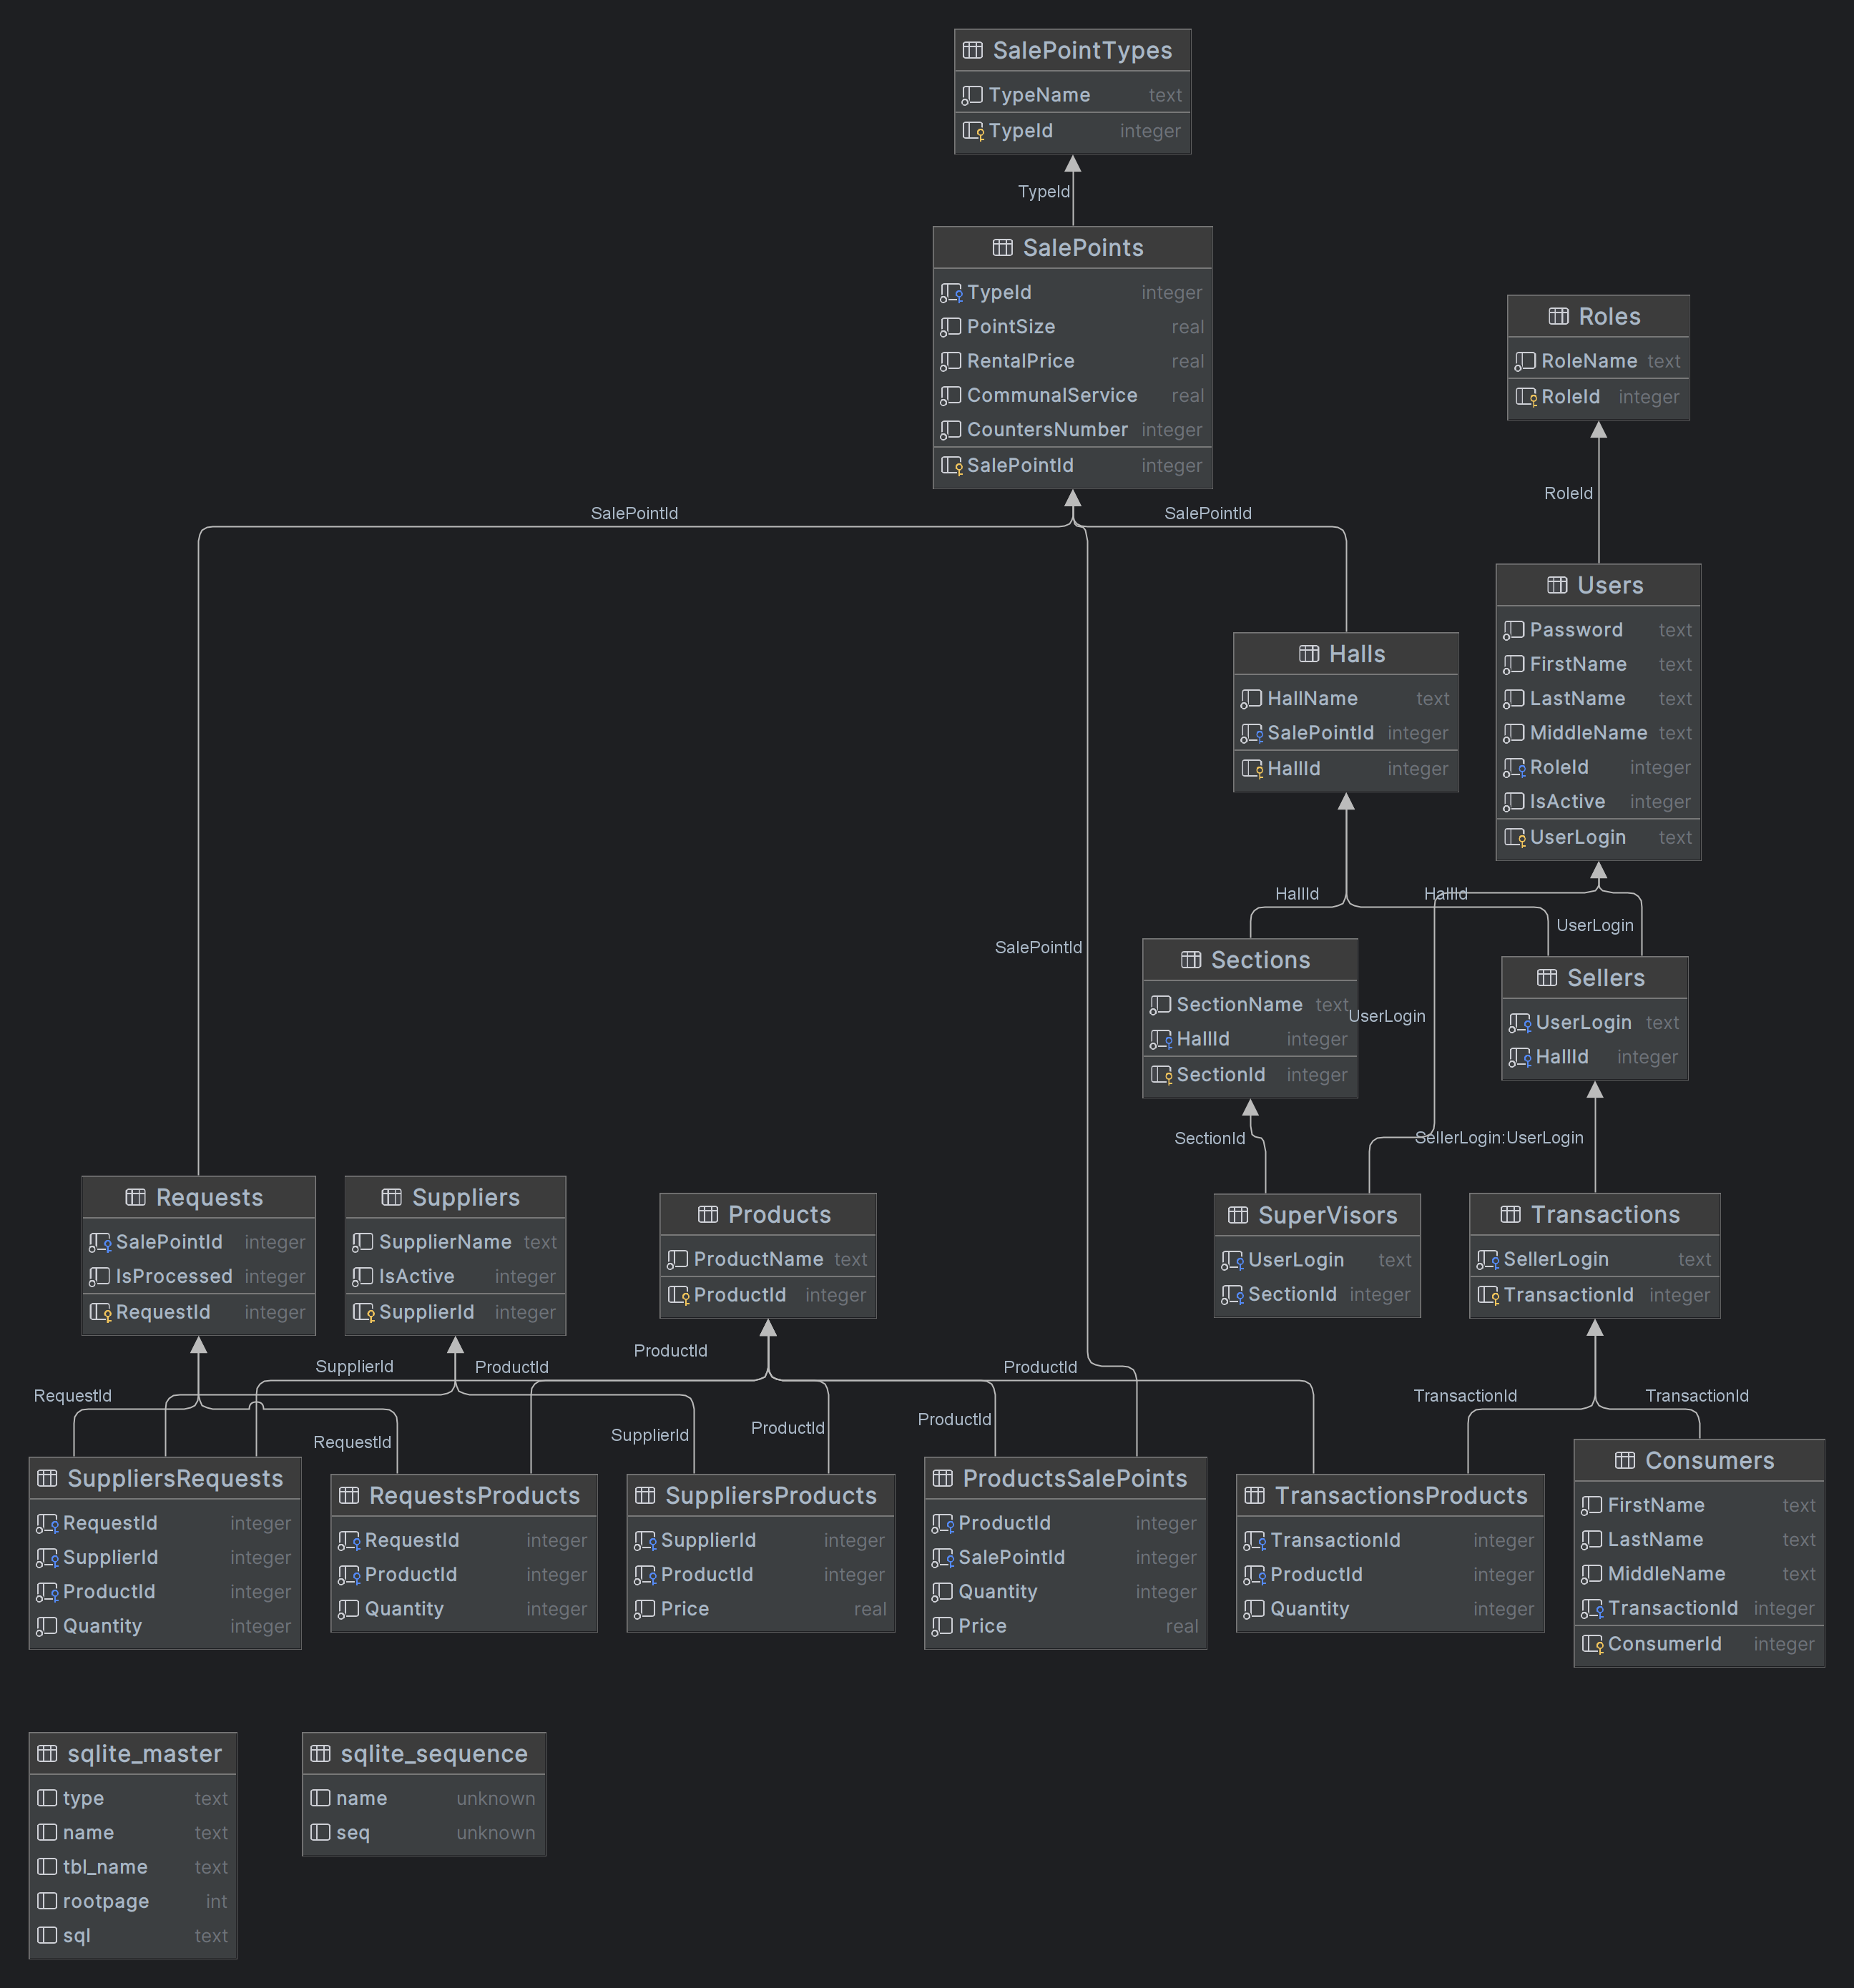 SalePointTypes
TypeName text
TypeId integer
TypeId
SalePoints
TypeId integer
PointSize real
RentalPrice real
CommunalService real
CountersNumber integer
SalePointId integer
Roles
RoleName text
RoleId integer
RoleId
SalePointId
SalePointId
Users
Password text
FirstName text
LastName text
MiddleName text
RoleId integer
IsActive integer
UserLogin text
Halls
HallName text
SalePointId integer
HallId integer
HallId
HallId
UserLogin
SalePointId
Sections
SectionName text
HallId integer
SectionId integer
UserLogin
Sellers
UserLogin text
HallId integer
SectionId
SellerLogin:UserLogin
Requests
SalePointId integer
IsProcessed integer
RequestId integer
Suppliers
SupplierName text
IsActive integer
SupplierId integer
Products
ProductName text
ProductId integer
SuperVisors
UserLogin text
SectionId integer
Transactions
SellerLogin text
TransactionId integer
RequestId
SupplierId
ProductId
ProductId
ProductId
RequestId
SupplierId
ProductId
ProductId
TransactionId
TransactionId
SuppliersRequests
RequestId integer
SupplierId integer
ProductId integer
Quantity integer
RequestsProducts
RequestId integer
ProductId integer
Quantity integer
SuppliersProducts
SupplierId integer
ProductId integer
Price real
ProductsSalePoints
ProductId integer
SalePointId integer
Quantity integer
Price real
TransactionsProducts
TransactionId integer
ProductId integer
Quantity integer
Consumers
FirstName text
LastName text
MiddleName text
TransactionId integer
ConsumerId integer
sqlite_master
type text
name text
tbl_name text
rootpage int
sql text
sqlite_sequence
name unknown
seq unknown